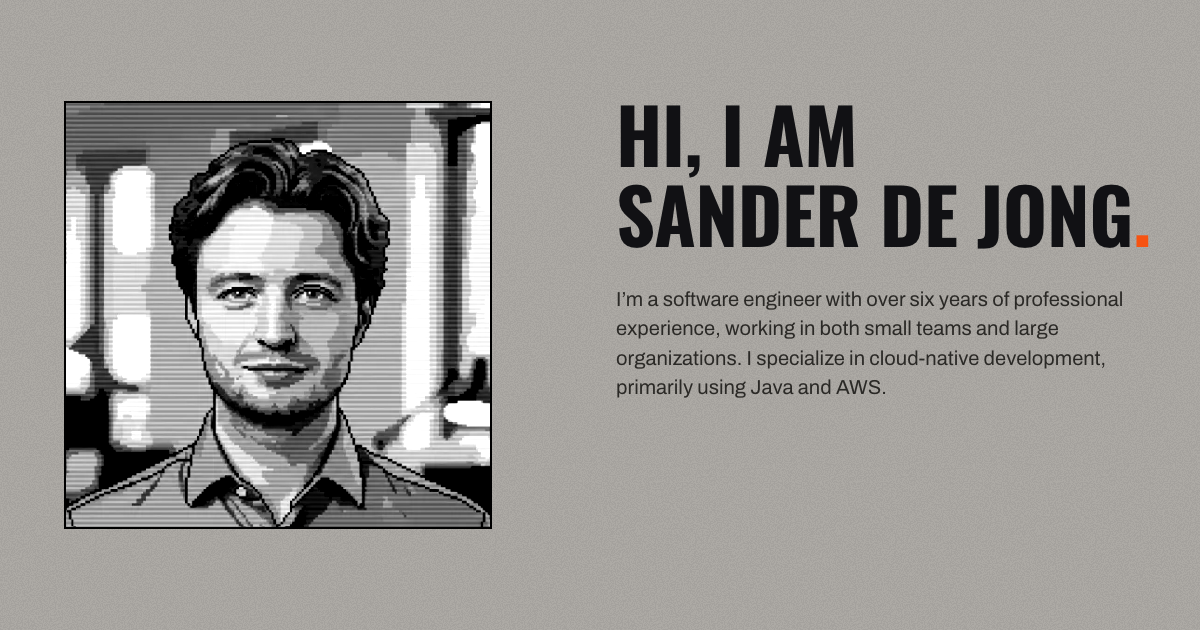 HI, I AM
SANDER DE JONG.
I’m a software engineer with over six years of professional
experience, working in both small teams and large
organizations. I specialize in cloud-native development,
primarily using Java and AWS.